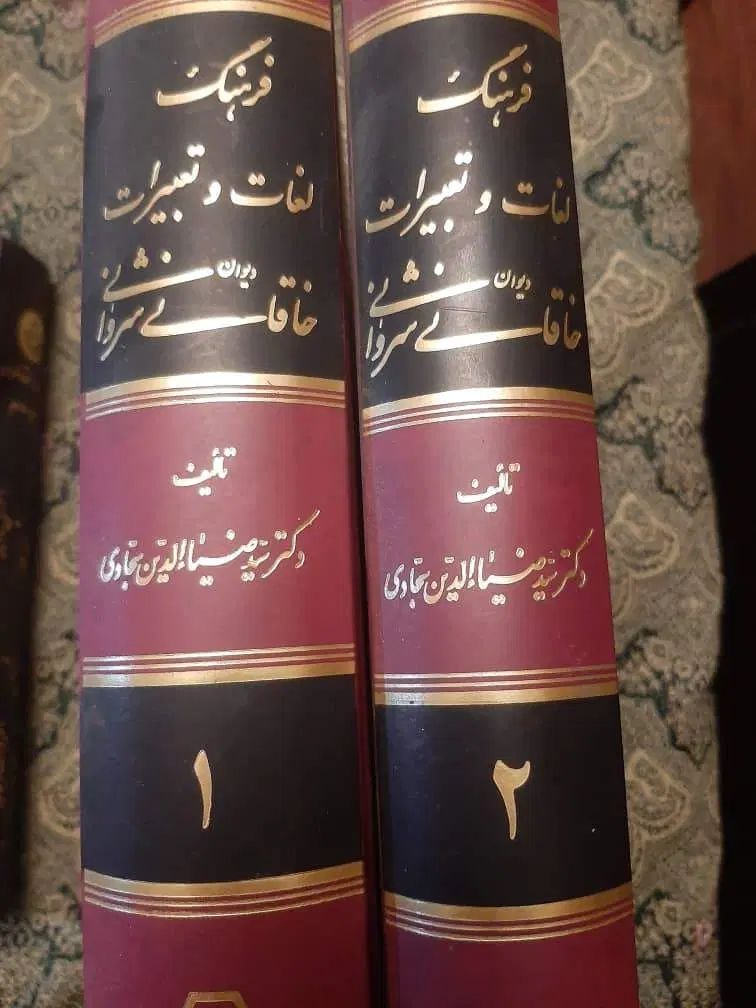 فرهنگ
لغات و تعبیرات
دیوان
خاقانی شروانی
تألیف
دکتر سید ضیاءالدین سجادی
۱
فرهنگ
لغات و تعبیرات
دیوان
خاقانی شروانی
تألیف
دکتر سید ضیاءالدین سجادی
۲